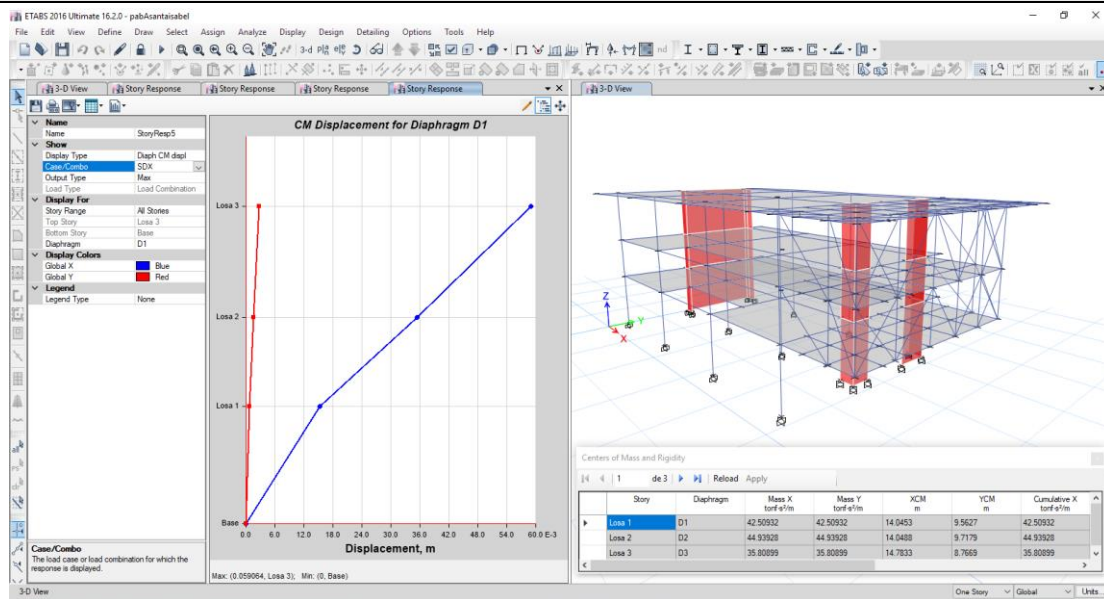 ETABS 2016 Ultimate 16.2.0 - pabAsantaisabel
File Edit View Define Draw Select Assign Analyze Display Design Detailing Options Tools Help
3-d
nd
3-D View Story Response Story Response Story Response Story Response
3-D View
Name
Name StoryResp5
Show
Display Type Diaph CM displ
Case/Combo SDX
Output Type Max
Load Type Load Combination
Display For
Story Range All Stories
Top Story Losa 3
Bottom Story Base
Diaphragm D1
Display Colors
Global X Blue
Global Y Red
Legend
Legend Type None
Case/Combo
The load case or load combination for which the
response is displayed.
CM Displacement for Diaphragm D1
Losa 3
Losa 2
Losa 1
Base
0.0 6.0 12.0 18.0 24.0 30.0 36.0 42.0 48.0 54.0 60.0 E-3
Displacement, m
Max: (0.059064, Losa 3); Min: (0, Base)
Z
Y
X
Centers of Mass and Rigidity
1 de 3 Reload Apply
Story Diaphragm Mass X Mass Y XCM YCM Cumulative X
tonf-s²/m tonf-s²/m m m tonf-s²/m
Losa 1 D1 42.50932 42.50932 14.0453 9.5627 42.50932
Losa 2 D2 44.93928 44.93928 14.0488 9.7179 44.93928
Losa 3 D3 35.80899 35.80899 14.7833 8.7669 35.80899
3-D View
One Story Global Units...